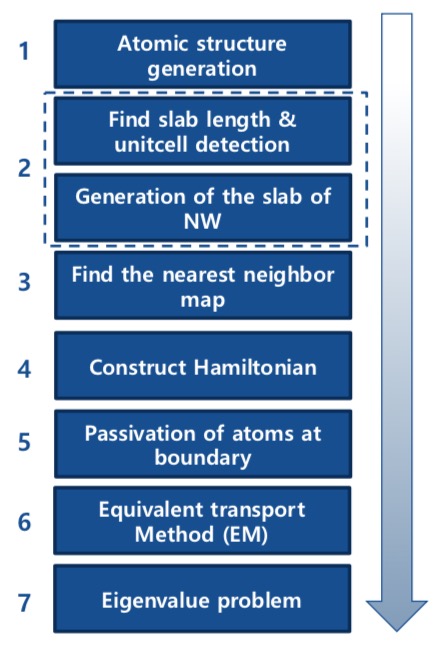 1
Atomic structure
generation
2
Find slab length &
unitcell detection
Generation of the slab of
NW
3
Find the nearest neighbor
map
4
Construct Hamiltonian
5
Passivation of atoms at
boundary
6
Equivalent transport
Method (EM)
7
Eigenvalue problem